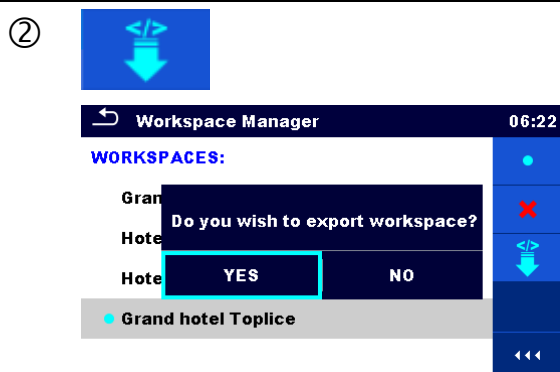 ②
</>
Workspace Manager 06:22
WORKSPACES:
Gran
Do you wish to export workspace?
Hote
</>
Hote YES NO
Grand hotel Toplice